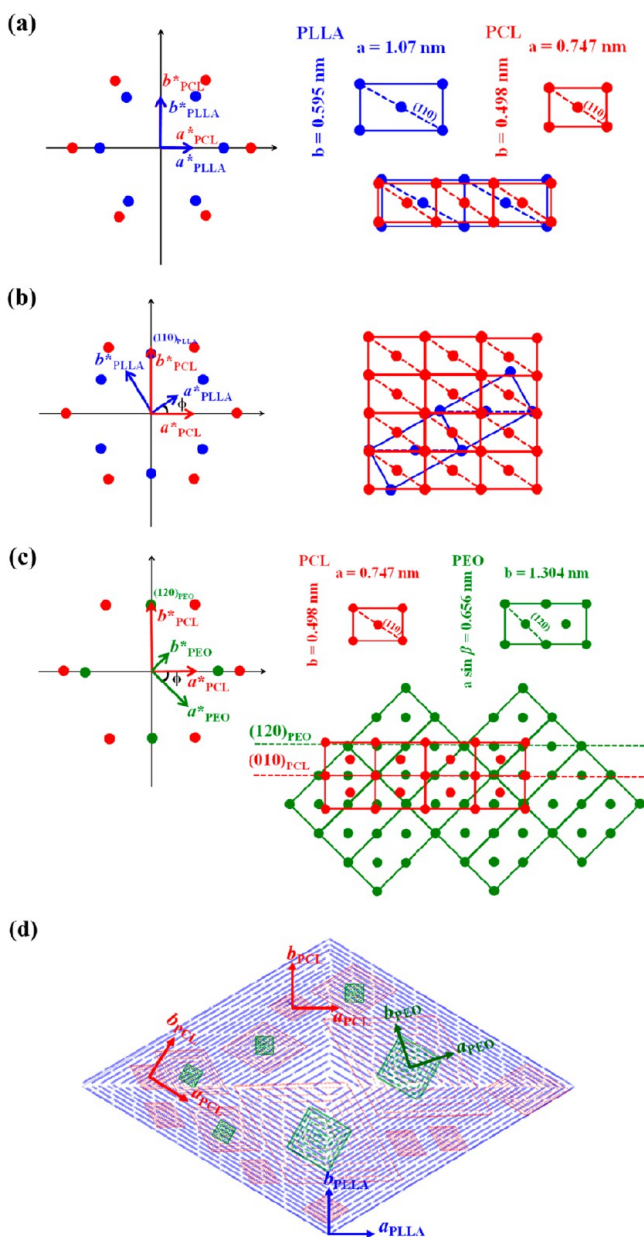 (a)
PLLA
a = 1.07 nm
b = 0.595 nm
(110)
PCL
a = 0.747 nm
b = 0.498 nm
(110)
b*PCL
b*PLLA
a*PCL
a*PLLA
(b)
(110)PLLA
b*PLLA
b*PCL
a*PLLA
ϕ
a*PCL
(c)
PCL
a = 0.747 nm
b = 0.498 nm
(110)
PEO
b = 1.304 nm
a sin β = 0.656 nm
(120)
(120)PEO
b*PCL
b*PEO
ϕ
a*PCL
a*PEO
(120)PEO
(010)PCL
(d)
bPCL
aPCL
bPEO
aPEO
bPCL
aPCL
bPLLA
aPLLA